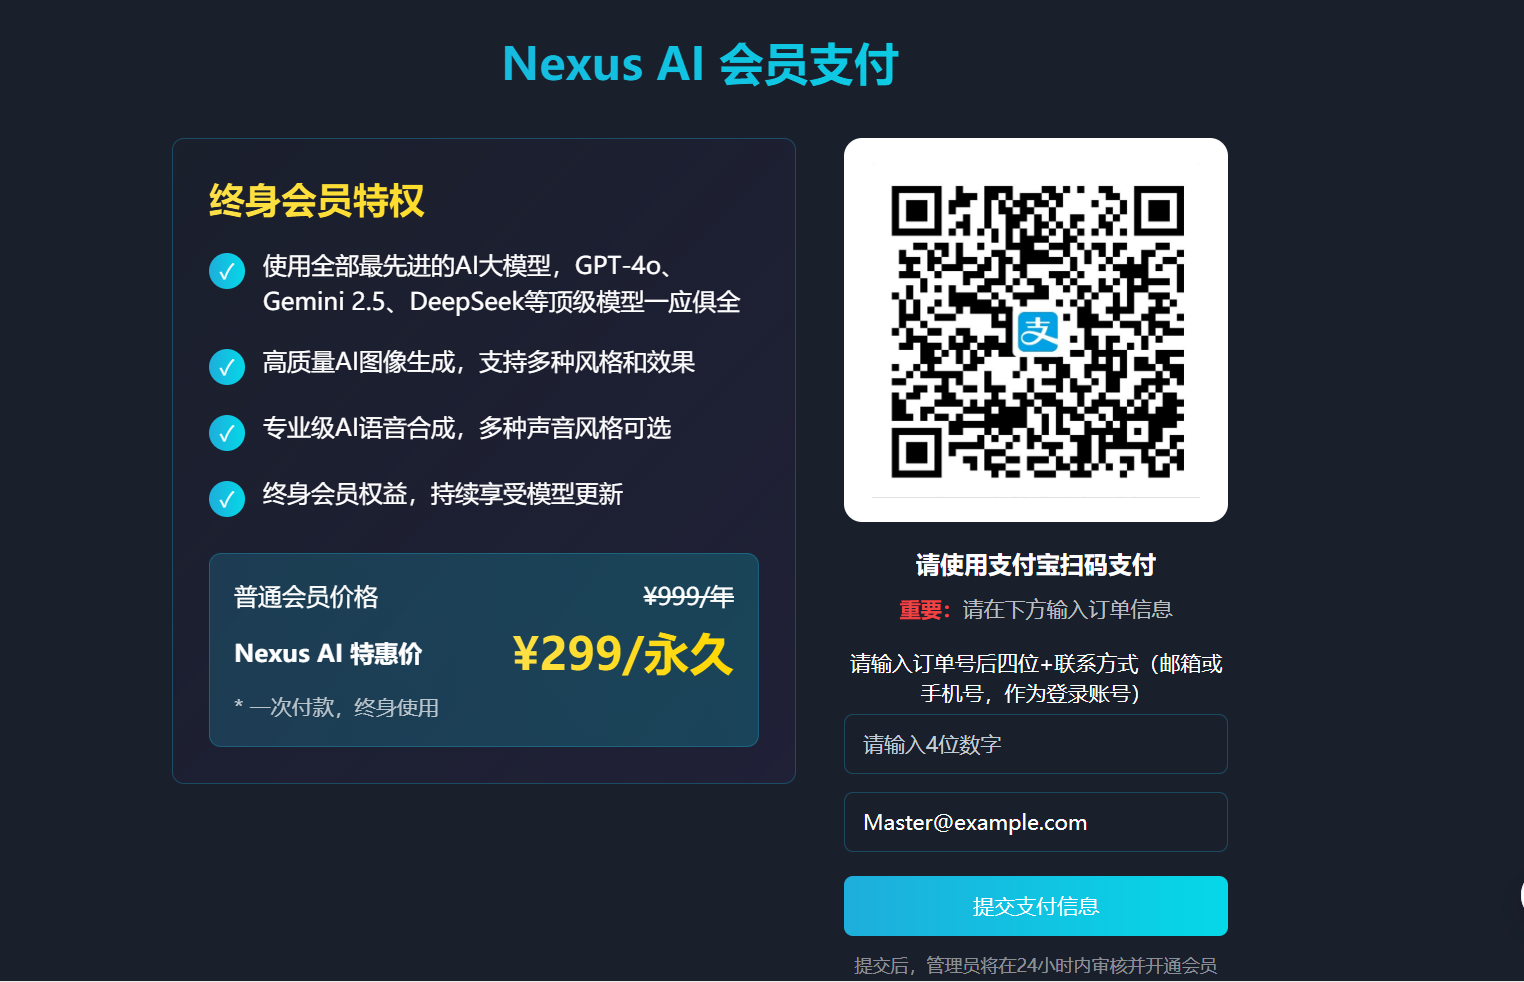 Nexus AI 会员支付
终身会员特权
使用全部最先进的AI大模型，GPT-4o、
Gemini 2.5、DeepSeek等顶级模型一应俱全
高质量AI图像生成，支持多种风格和效果
专业级AI语音合成，多种声音风格可选
终身会员权益，持续享受模型更新
普通会员价格 ¥999/年
Nexus AI 特惠价 ¥299/永久
* 一次付款，终身使用
支
请使用支付宝扫码支付
重要：请在下方输入订单信息
请输入订单号后四位+联系方式（邮箱或
手机号，作为登录账号）
请输入4位数字
Master@example.com
提交支付信息
提交后，管理员将在24小时内审核并开通会员